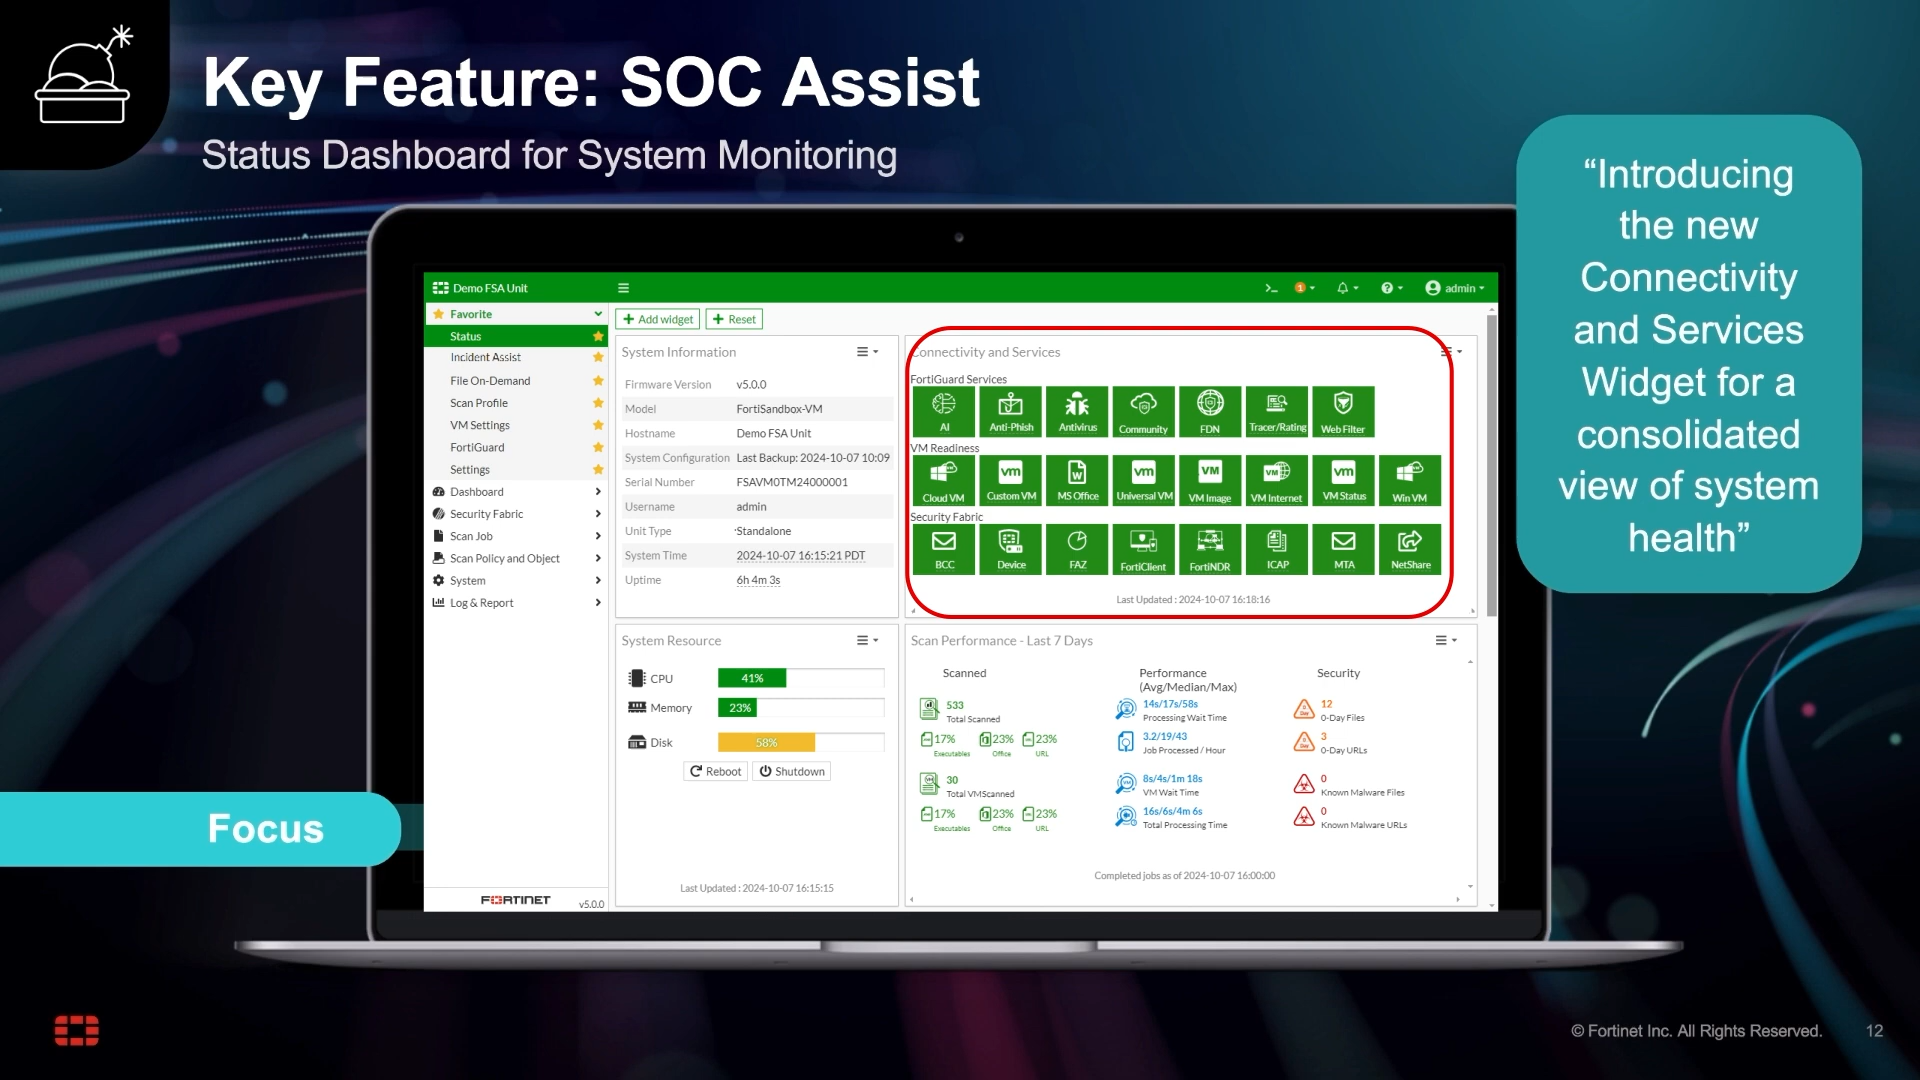 Key Feature: SOC Assist
Status Dashboard for System Monitoring
“Introducing
the new
Connectivity
and Services
Widget for a
consolidated
view of system
health”
Focus
Demo FSA Unit
1
admin
Favorite
Status
Incident Assist
File On-Demand
Scan Profile
VM Settings
FortiGuard
Settings
Dashboard
Security Fabric
Scan Job
Scan Policy and Object
System
Log & Report
FORTINET v5.0.0
Add widget Reset
System Information
Firmware Version v5.0.0
Model FortiSandbox-VM
Hostname Demo FSA Unit
System Configuration Last Backup: 2024-10-07 10:09
Serial Number FSAVM0TM24000001
Username admin
Unit Type Standalone
System Time 2024-10-07 16:15:21 PDT
Uptime 6h 4m 3s
Connectivity and Services
FortiGuard Services
AI Anti-Phish Antivirus Community FDN Tracer/Rating Web Filter
VM Readiness
Cloud VM Custom VM MS Office Universal VM VM Image VM Internet VM Status Win VM
Security Fabric
BCC Device FAZ FortiClient FortiNDR ICAP MTA NetShare
Last Updated : 2024-10-07 16:18:16
System Resource
CPU 41%
Memory 23%
Disk 58%
Reboot Shutdown
Last Updated : 2024-10-07 16:15:15
Scan Performance - Last 7 Days
Scanned
533
Total Scanned
17% 23% 23%
Executables Office URL
30
Total VMScanned
17% 23% 23%
Executables Office URL
Performance
(Avg/Median/Max)
14s/17s/58s
Processing Wait Time
3.2/19/43
Job Processed / Hour
8s/4s/1m 18s
VM Wait Time
16s/6s/4m 6s
Total Processing Time
Security
12
0-Day Files
3
0-Day URLs
0
Known Malware Files
0
Known Malware URLs
Completed jobs as of 2024-10-07 16:00:00
© Fortinet Inc. All Rights Reserved. 12